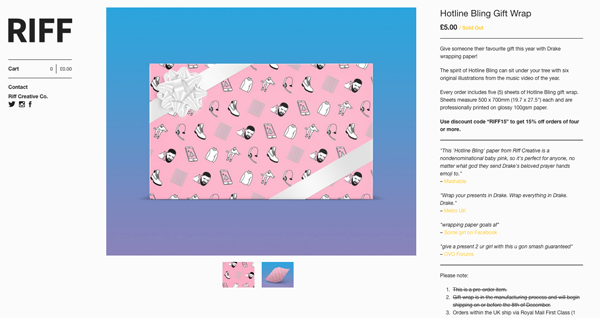 RIFF
Cart 0 £0.00
Contact
Riff Creative Co.
Hotline Bling Gift Wrap
£5.00 / Sold Out
Give someone their favourite gift this year with Drake
wrapping paper!
The spirit of Hotline Bling can sit under your tree with six
original illustrations from the music video of the year.
Every order includes five (5) sheets of Hotline Bling gift wrap.
Sheets measure 500 x 700mm (19.7 x 27.5") each and are
professionally printed on glossy 100gsm paper.
Use discount code "RIFF15" to get 15% off orders of four
or more.
"This 'Hotline Bling' paper from Riff Creative is a
nondenominational baby pink, so it's perfect for anyone, no
matter what god they send Drake's beloved prayer hands
emoji to."
– Mashable
"Wrap your presents in Drake. Wrap everything in Drake.
Drake."
– Metro UK
"wrapping paper goals af"
– Some girl on Facebook
"give a present 2 ur girl with this u gon smash guaranteed"
– OVO Forums
Please note:
1. This is a pre-order item.
2. Gift wrap is in the manufacturing process and will begin
shipping on or before the 8th of December.
3. Orders within the UK ship via Royal Mail First Class (1